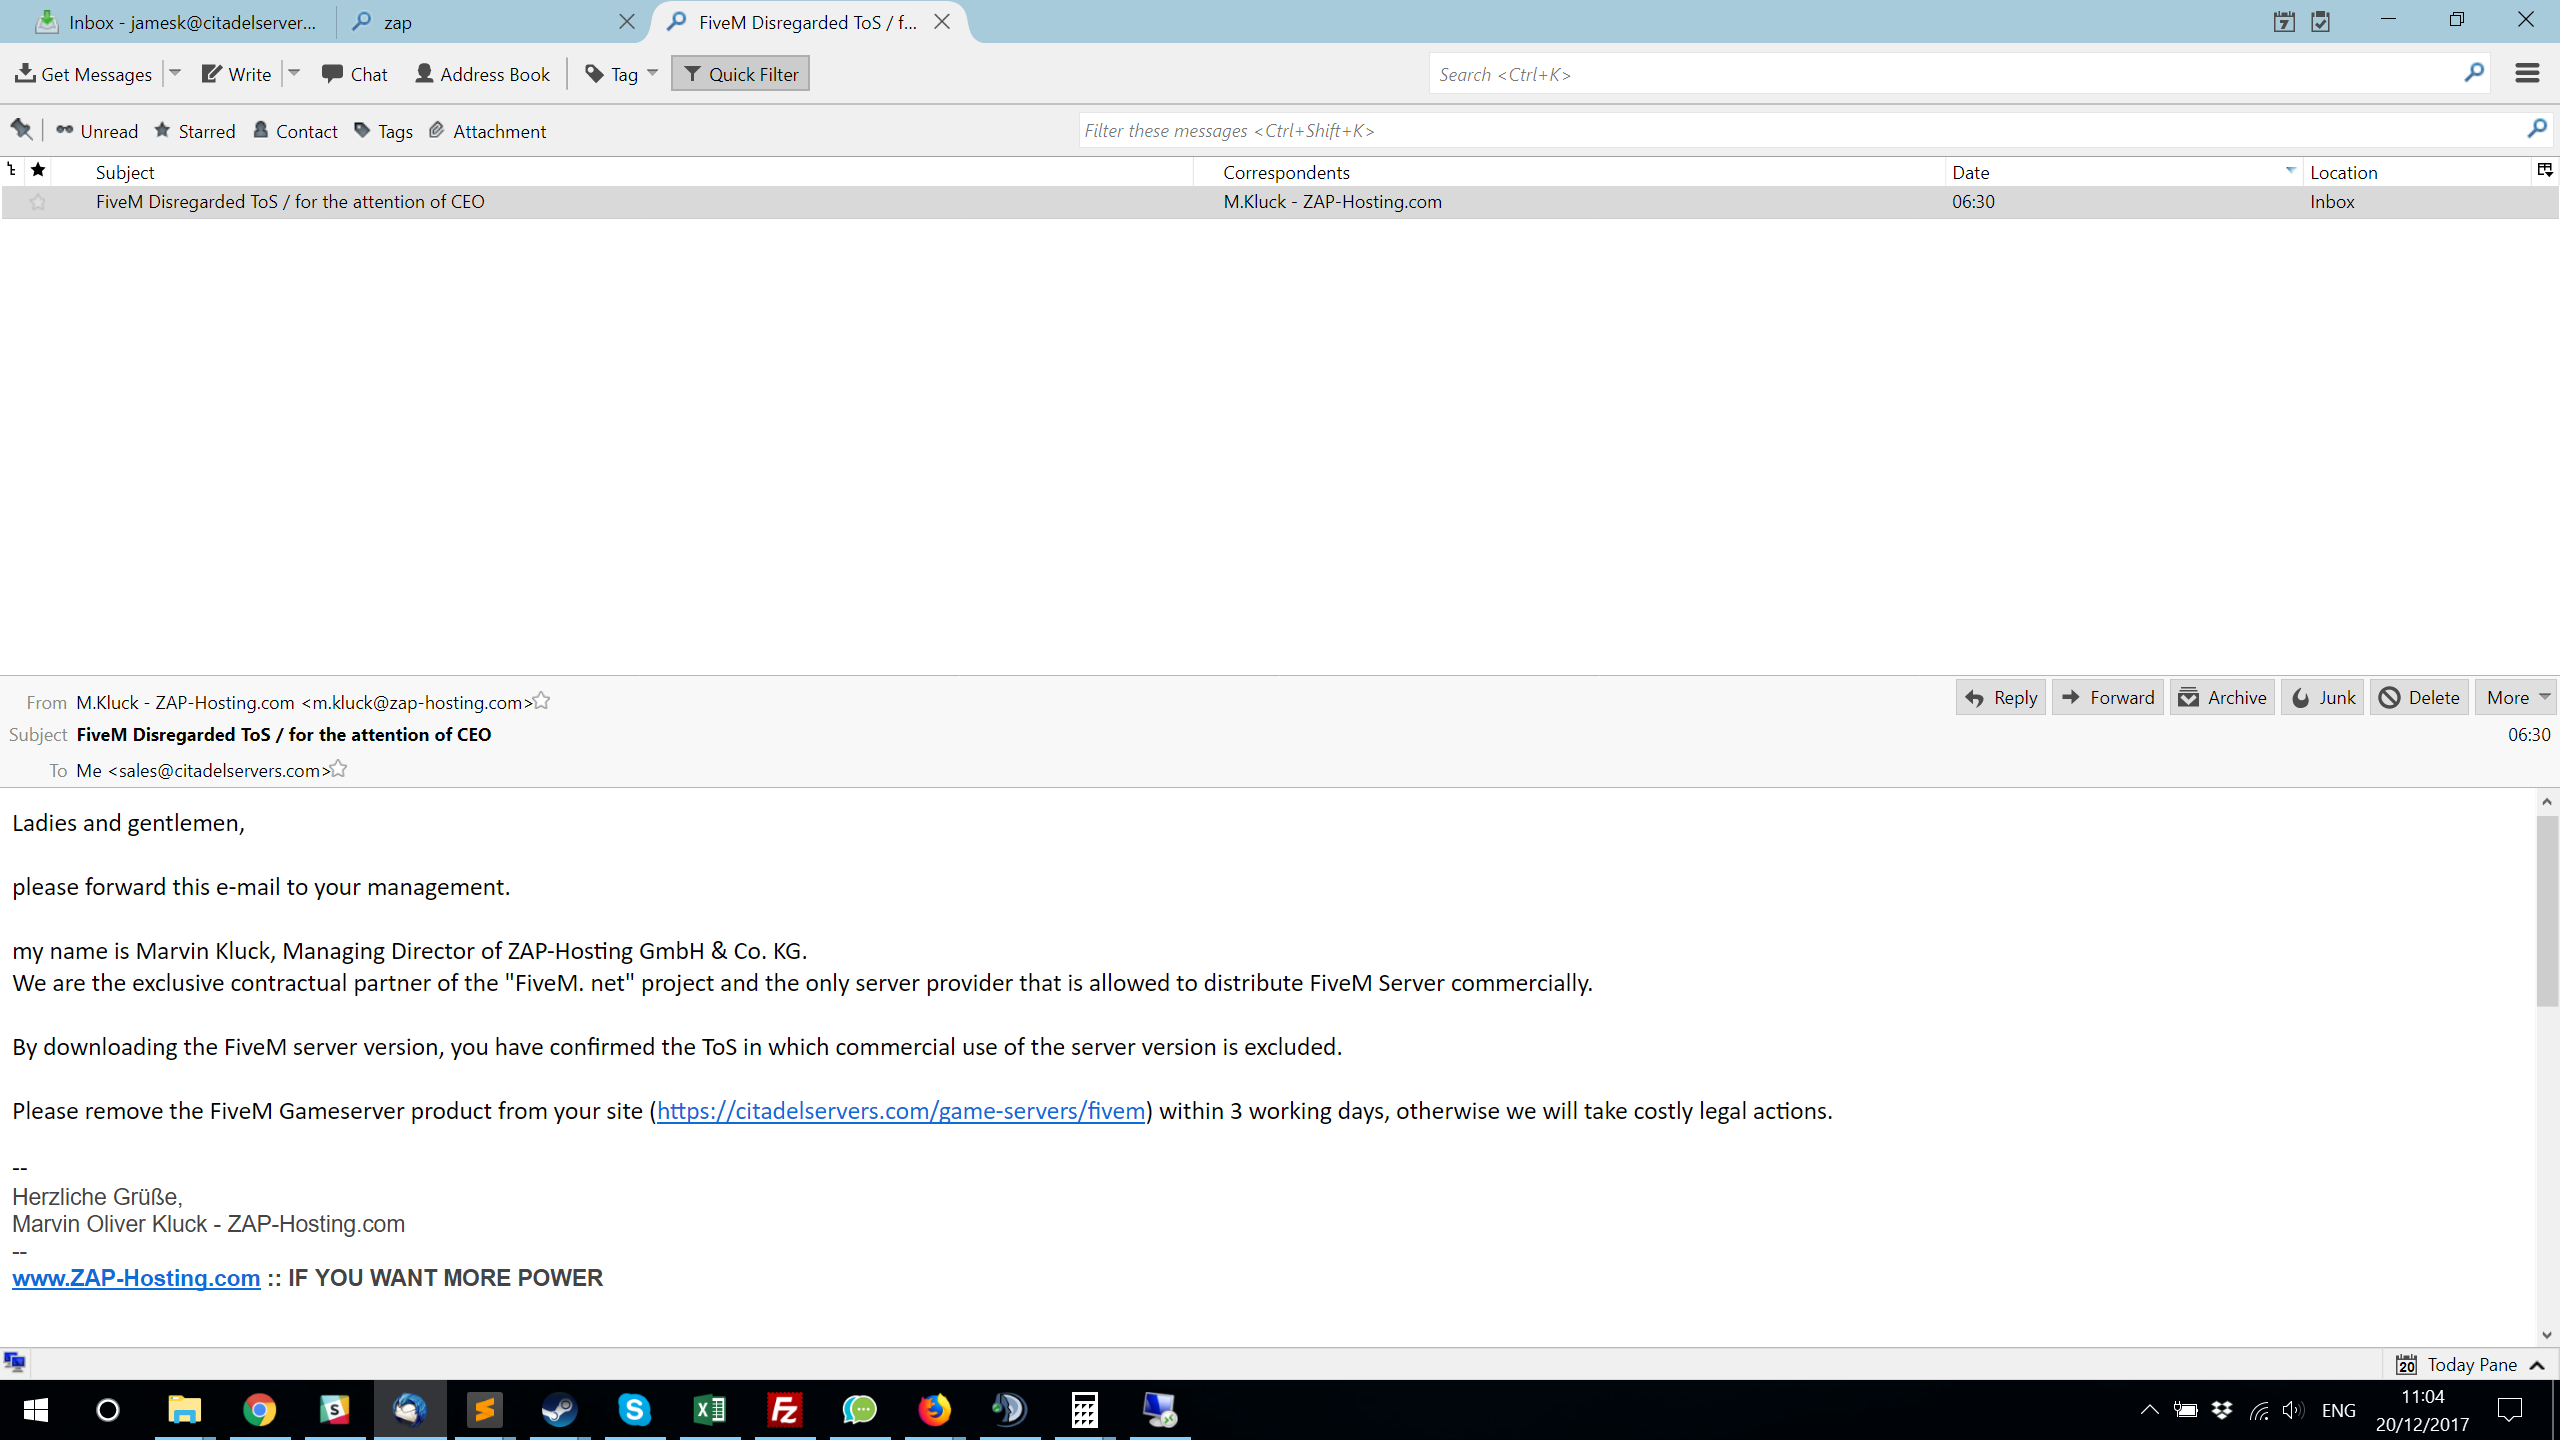 Inbox - jamesk@citadelserver...
zap
FiveM Disregarded ToS / f...
7
Get Messages
Write
Chat
Address Book
Tag
Quick Filter
Search <Ctrl+K>
Unread
Starred
Contact
Tags
Attachment
Filter these messages <Ctrl+Shift+K>
Subject
Correspondents
Date
Location
FiveM Disregarded ToS / for the attention of CEO
M.Kluck - ZAP-Hosting.com
06:30
Inbox
From M.Kluck - ZAP-Hosting.com <m.kluck@zap-hosting.com>
Reply
Forward
Archive
Junk
Delete
More
Subject FiveM Disregarded ToS / for the attention of CEO
06:30
To Me <sales@citadelservers.com>
Ladies and gentlemen,
please forward this e-mail to your management.
my name is Marvin Kluck, Managing Director of ZAP-Hosting GmbH & Co. KG.
We are the exclusive contractual partner of the "FiveM. net" project and the only server provider that is allowed to distribute FiveM Server commercially.
By downloading the FiveM server version, you have confirmed the ToS in which commercial use of the server version is excluded.
Please remove the FiveM Gameserver product from your site (https://citadelservers.com/game-servers/fivem) within 3 working days, otherwise we will take costly legal actions.
--
Herzliche Grüße,
Marvin Oliver Kluck - ZAP-Hosting.com
--
www.ZAP-Hosting.com :: IF YOU WANT MORE POWER
20 Today Pane
ENG
11:04
20/12/2017